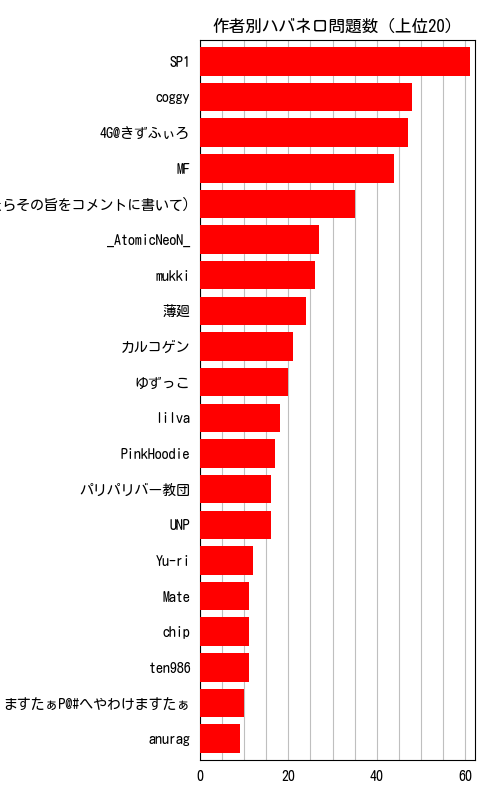 作者別ハバネロ問題数 (上位20)
SP1
coggy
4G@きずふぃろ
MF
らその旨をコメントに書いて)
_AtomicNeoN_
mukki
薄廻
カルコゲン
ゆずっこ
lilva
PinkHoodie
パリパリバー教団
UNP
Yu-ri
Mate
chip
ten986
ますたぁP@#へやわけますたぁ
anurag
0 20 40 60